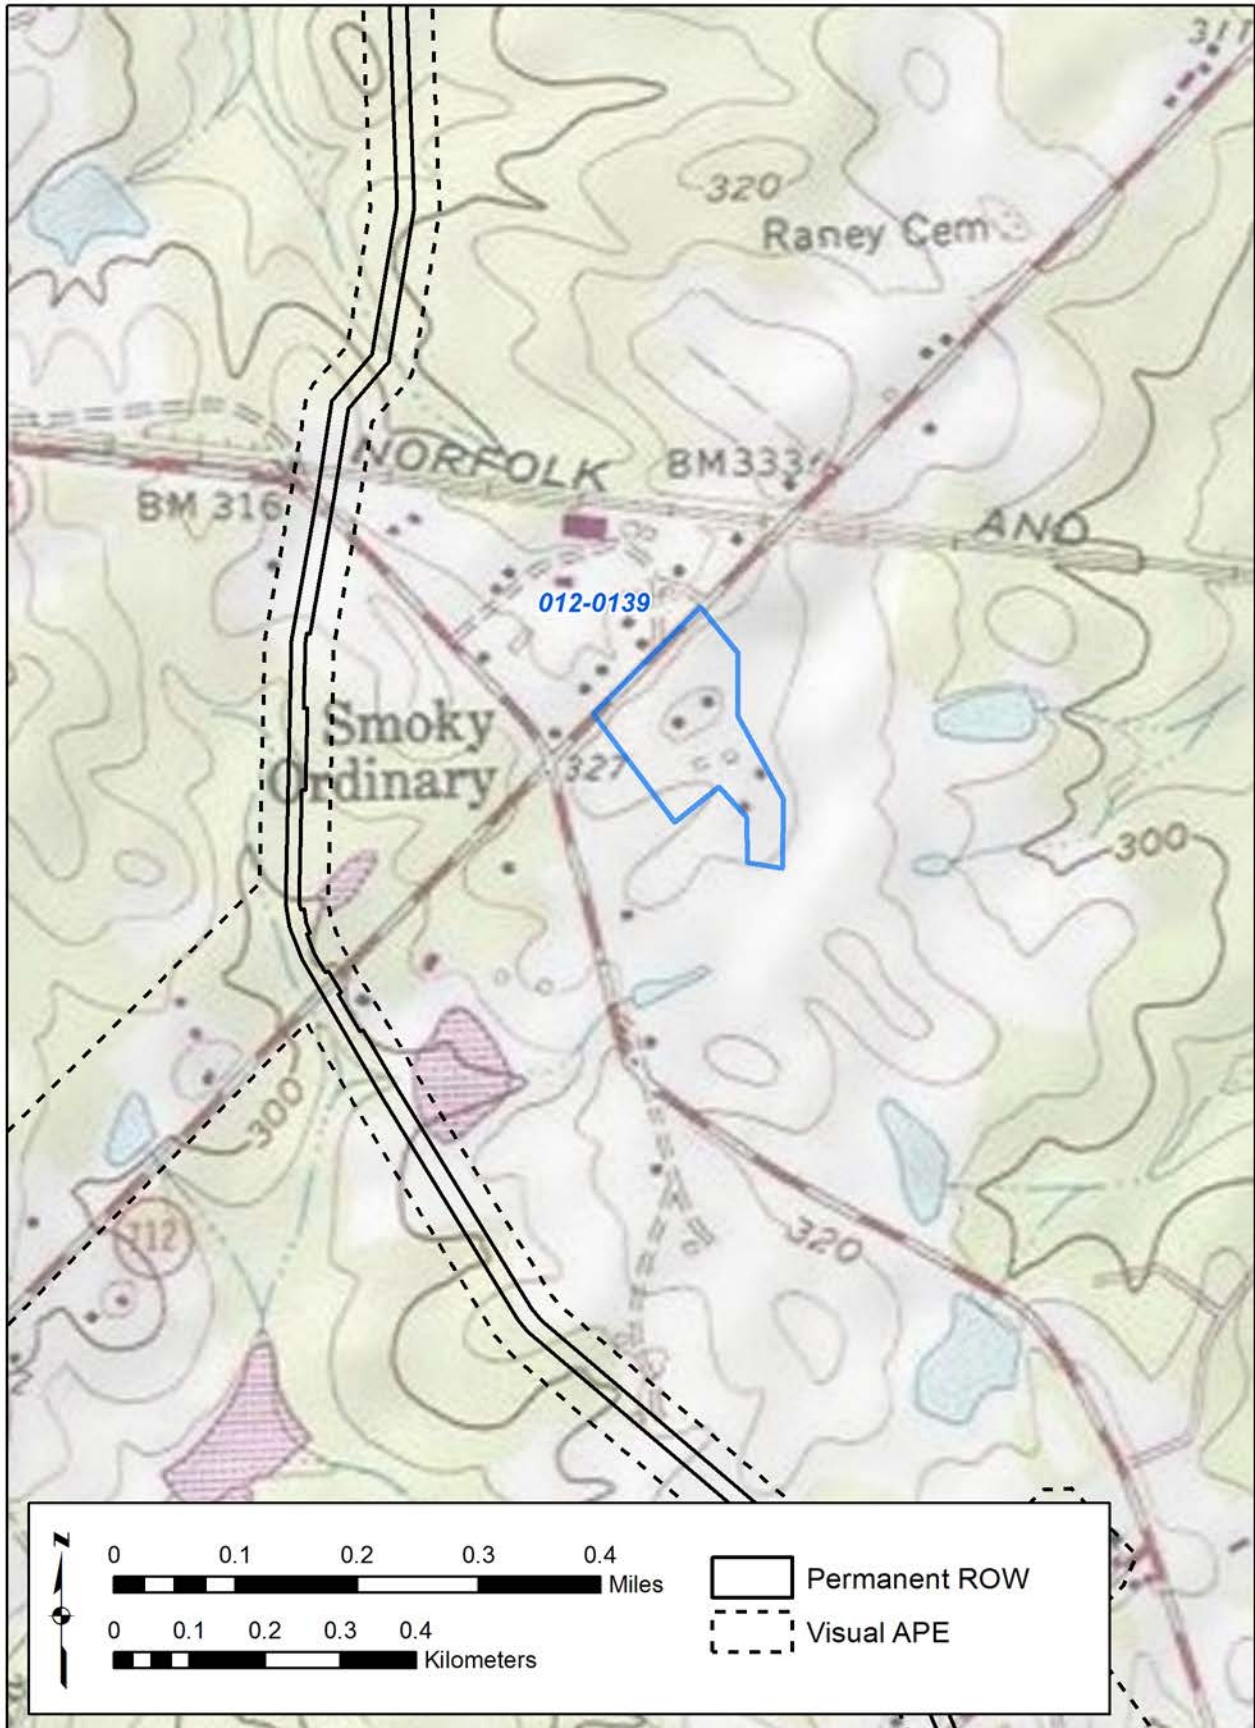 311
320
Raney Cem
NORFOLK
BM 333
BM 316
AND
012-0139
Smoky
Ordinary
327
300
300
712
320
0 0.1 0.2 0.3 0.4
Miles
0 0.1 0.2 0.3 0.4
Kilometers
N
Permanent ROW
Visual APE